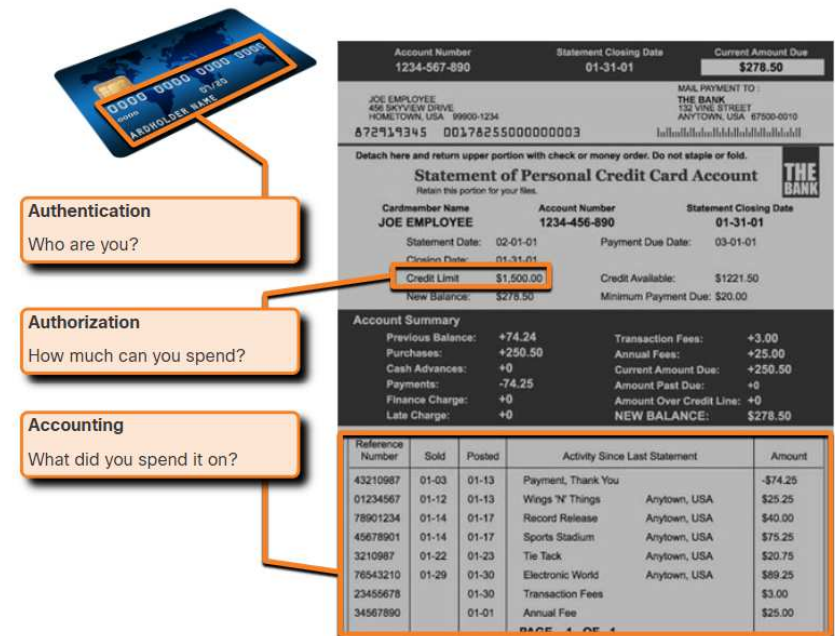 0000 0000 0000 0000
0000
01/20
ARDHOLDER NAME
Authentication
Who are you?
Authorization
How much can you spend?
Accounting
What did you spend it on?
Account Number Statement Closing Date Current Amount Due
1234-567-890 01-31-01 $278.50
JOE EMPLOYEE
456 SKYVIEW DRIVE
HOMETOWN, USA 99900-1234
MAIL PAYMENT TO :
THE BANK
132 VINE STREET
ANYTOWN, USA 67500-0010
872919345 00178255000000003
Detach here and return upper portion with check or money order. Do not staple or fold.
Statement of Personal Credit Card Account
Retain this portion for your files.
THE
BANK
Cardmember Name Account Number Statement Closing Date
JOE EMPLOYEE 1234-456-890 01-31-01
Statement Date: 02-01-01 Payment Due Date: 03-01-01
Closing Date: 01-31-01
Credit Limit $1,500.00 Credit Available: $1221.50
New Balance: $278.50 Minimum Payment Due: $20.00
Account Summary
Previous Balance: +74.24 Transaction Fees: +3.00
Purchases: +250.50 Annual Fees: +25.00
Cash Advances: +0 Current Amount Due: +250.50
Payments: -74.25 Amount Past Due: +0
Finance Charge: +0 Amount Over Credit Line: +0
Late Charge: +0 NEW BALANCE: $278.50
Reference
Number Sold Posted Activity Since Last Statement Amount
43210987 01-03 01-13 Payment, Thank You -$74.25
01234567 01-12 01-13 Wings 'N' Things Anytown, USA $25.25
78901234 01-14 01-17 Record Release Anytown, USA $40.00
45678901 01-14 01-17 Sports Stadium Anytown, USA $75.25
3210987 01-22 01-23 Tie Tack Anytown, USA $20.75
76543210 01-29 01-30 Electronic World Anytown, USA $89.25
23455678 01-30 Transaction Fees $3.00
34567890 01-01 Annual Fee $25.00
PAGE 1 OF 1